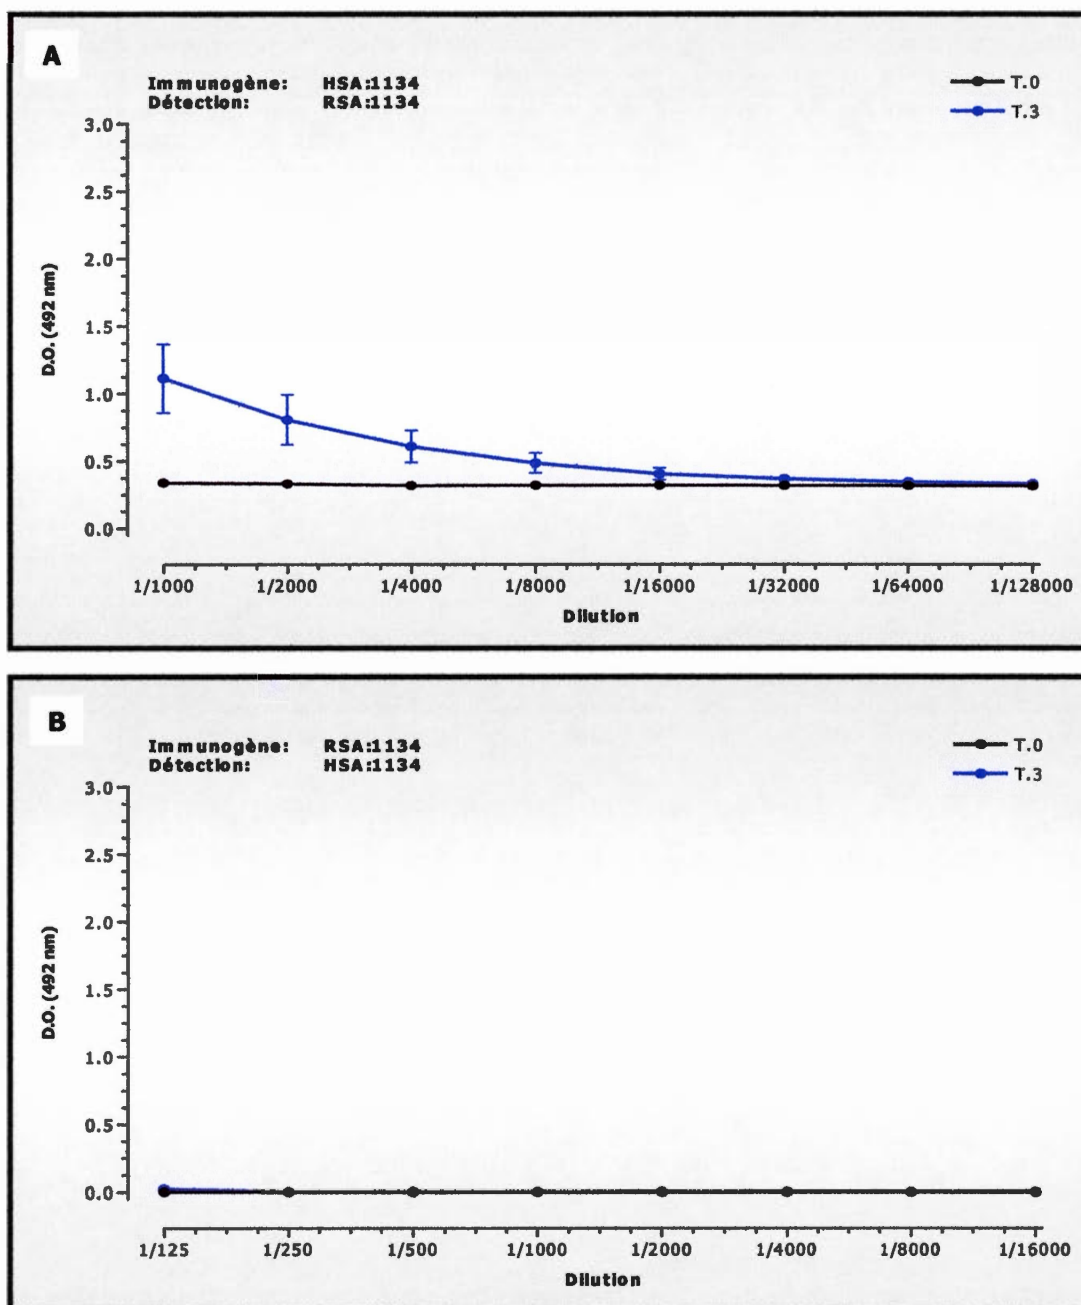 A
Immunogène: HSA:1134
Détection: RSA:1134
T.0
T.3
3.0
2.5
2.0
1.5
1.0
0.5
0.0
D.O. (492 nm)
1/1000 1/2000 1/4000 1/8000 1/16000 1/32000 1/64000 1/128000
Dilution
B
Immunogène: RSA:1134
Détection: HSA:1134
T.0
T.3
3.0
2.5
2.0
1.5
1.0
0.5
0.0
D.O. (492 nm)
1/125 1/250 1/500 1/1000 1/2000 1/4000 1/8000 1/16000
Dilution